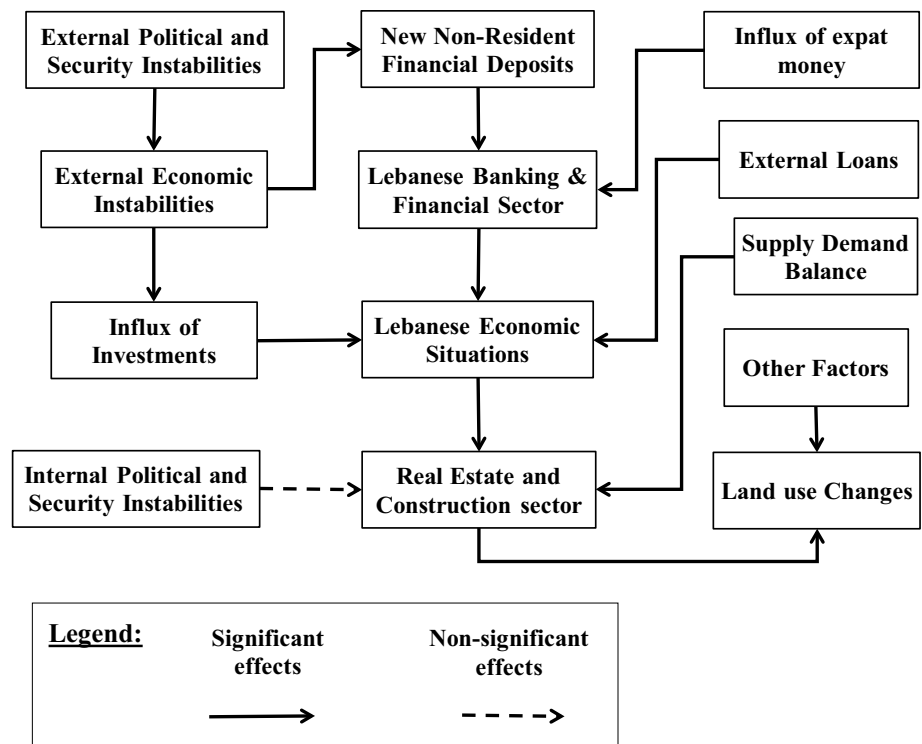 External Political and
Security Instabilities
New Non-Resident
Financial Deposits
Influx of expat
money
External Economic
Instabilities
Lebanese Banking &
Financial Sector
External Loans
Supply Demand
Balance
Influx of
Investments
Lebanese Economic
Situations
Other Factors
Internal Political and
Security Instabilities
Real Estate and
Construction sector
Land use Changes
Legend:
Significant
effects
Non-significant
effects